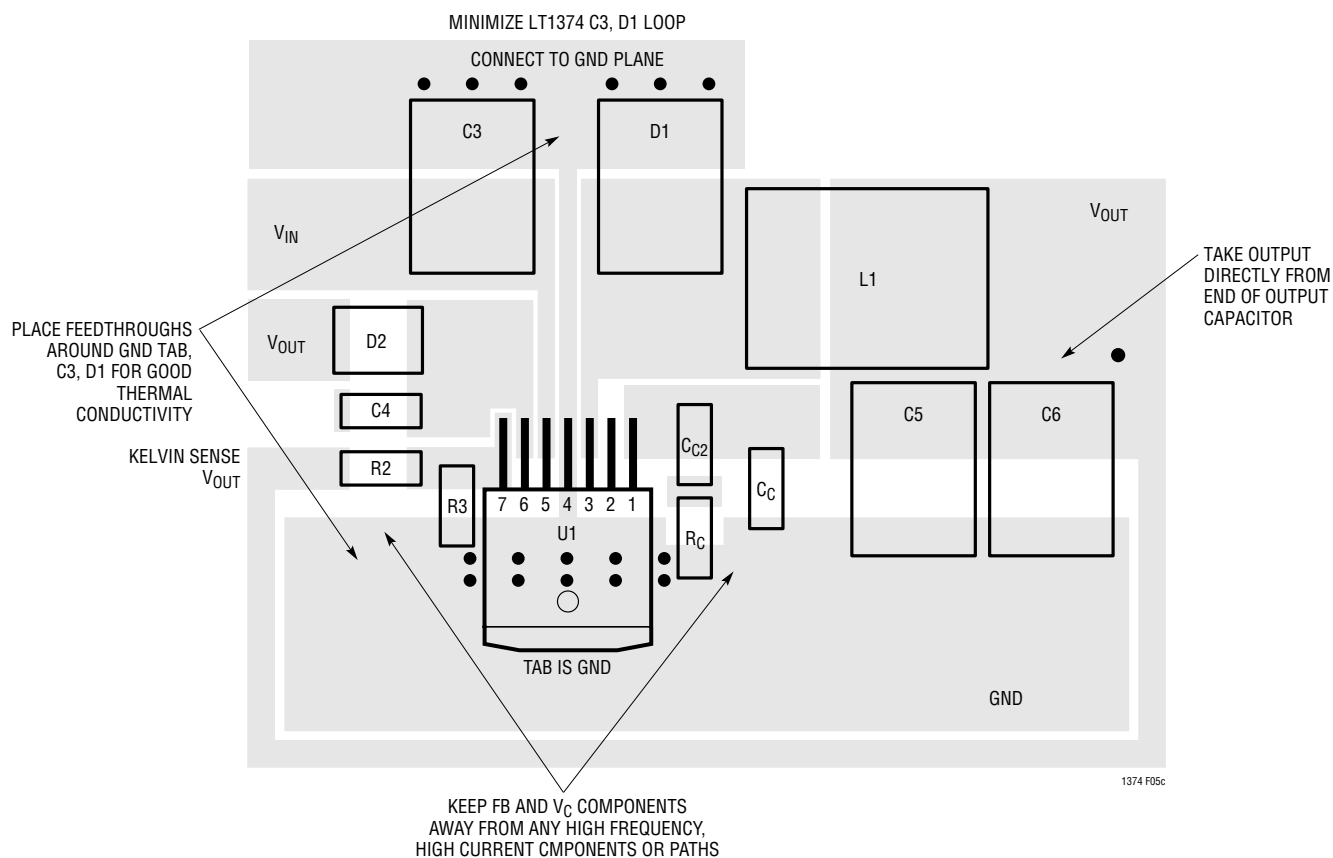 MINIMIZE LT1374 C3, D1 LOOP
CONNECT TO GND PLANE
C3
D1
VIN
VOUT
L1
TAKE OUTPUT
DIRECTLY FROM
END OF OUTPUT
CAPACITOR
PLACE FEEDTHROUGHS
AROUND GND TAB,
C3, D1 FOR GOOD
THERMAL
CONDUCTIVITY
VOUT
D2
C4
C5
C6
KELVIN SENSE
VOUT
R2
R3
CC2
CC
RC
7 6 5 4 3 2 1
U1
TAB IS GND
GND
1374 F05c
KEEP FB AND VC COMPONENTS
AWAY FROM ANY HIGH FREQUENCY,
HIGH CURRENT CMPONENTS OR PATHS